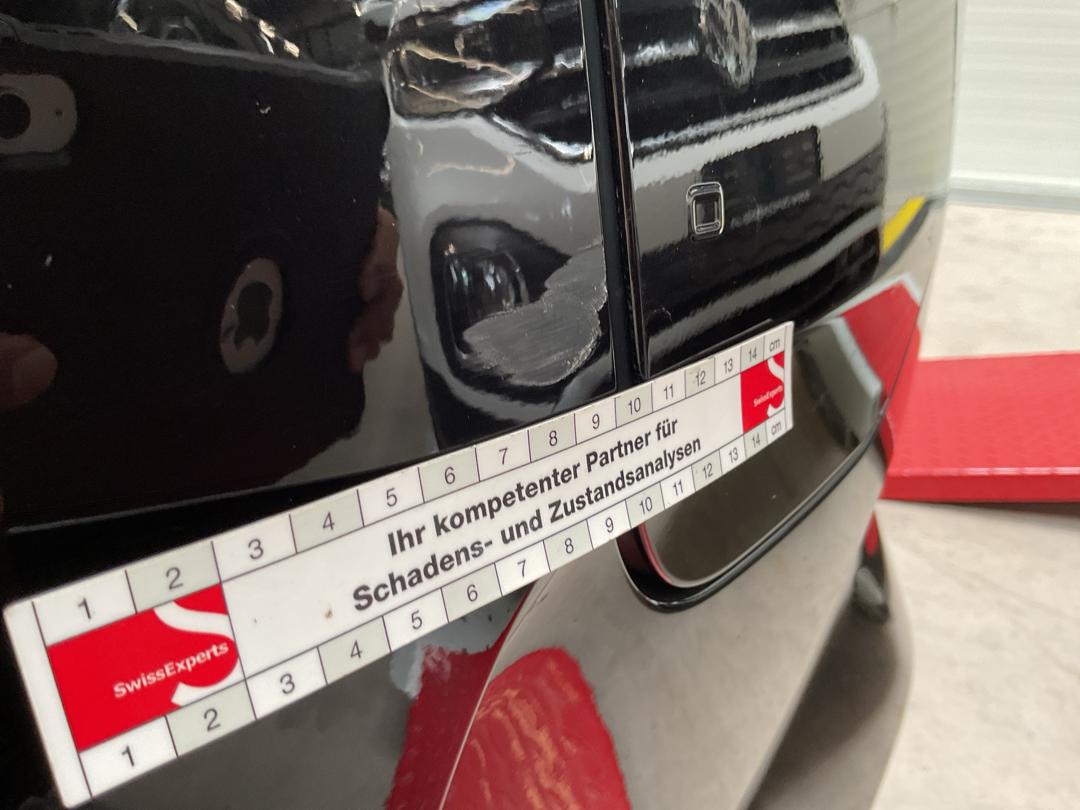 1 2 3 4 5 6 7 8 9 10 11 12 13 14 cm
Ihr kompetenter Partner für
Schadens- und Zustandsanalysen
SwissExperts
SwissExperts
1 2 3 4 5 6 7 8 9 10 11 12 13 14 cm